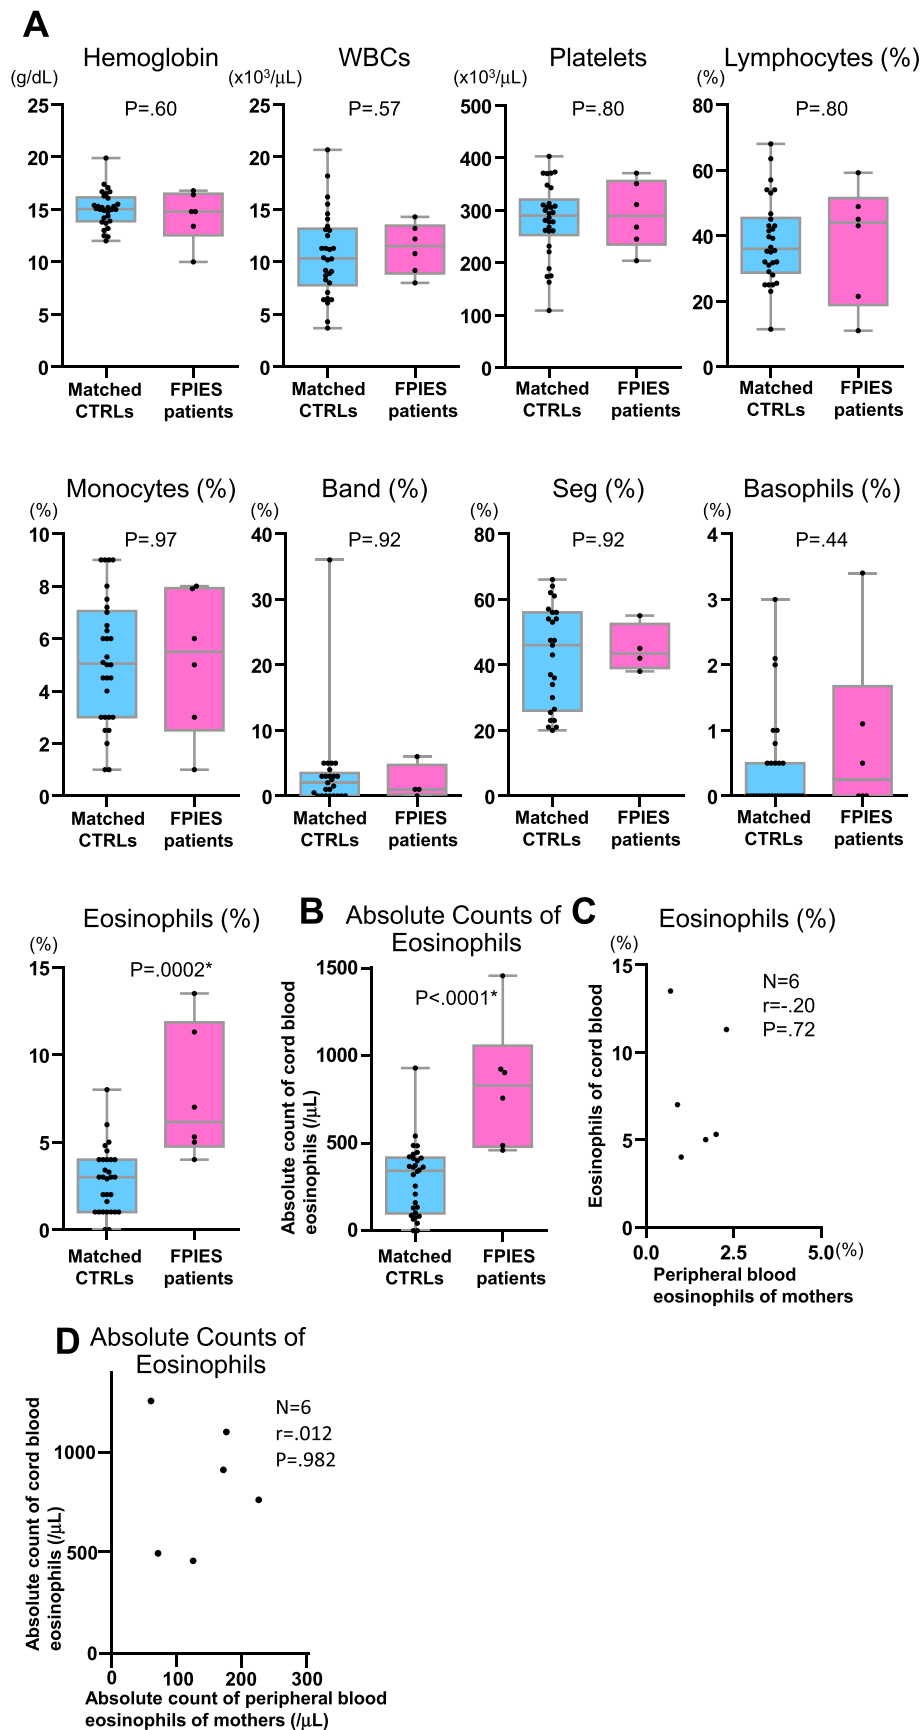 A
Hemoglobin
(g/dL)
P=.60
25
20
15
10
5
0
Matched
CTRLs
FPIES
patients
WBCs
(x10³/μL)
P=.57
25
20
15
10
5
0
Matched
CTRLs
FPIES
patients
Platelets
(x10³/μL)
P=.80
500
400
300
200
100
0
Matched
CTRLs
FPIES
patients
Lymphocytes (%)
(%)
P=.80
80
60
40
20
0
Matched
CTRLs
FPIES
patients
Monocytes (%)
(%)
P=.97
10
8
6
4
2
0
Matched
CTRLs
FPIES
patients
Band (%)
(%)
P=.92
40
30
20
10
0
Matched
CTRLs
FPIES
patients
Seg (%)
(%)
P=.92
80
60
40
20
0
Matched
CTRLs
FPIES
patients
Basophils (%)
(%)
P=.44
4
3
2
1
0
Matched
CTRLs
FPIES
patients
Eosinophils (%)
(%)
P=.0002*
15
10
5
0
Matched
CTRLs
FPIES
patients
B
Absolute Counts of
Eosinophils
P<.0001*
Absolute count of cord blood
eosinophils (/μL)
1500
1000
500
0
Matched
CTRLs
FPIES
patients
C
Eosinophils (%)
(%)
N=6
r=-.20
P=.72
Eosinophils of cord blood
15
10
5
0
0.0
2.5
5.0
(%)
Peripheral blood
eosinophils of mothers
D
Absolute Counts of
Eosinophils
N=6
r=.012
P=.982
Absolute count of cord blood
eosinophils (/μL)
1000
500
0
0
100
200
300
Absolute count of peripheral blood
eosinophils of mothers (/μL)